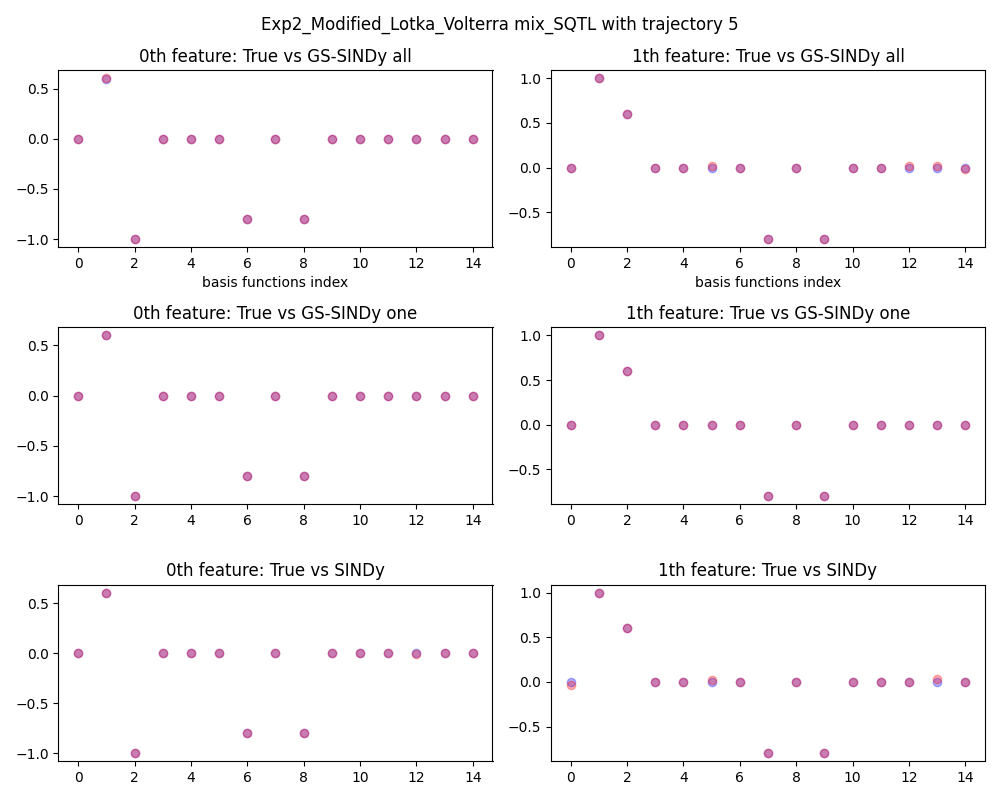 Exp2_Modified_Lotka_Volterra mix_SQTL with trajectory 5
0th feature: True vs GS-SINDy all
1th feature: True vs GS-SINDy all
0.5
0.0
−0.5
−1.0
0 2 4 6 8 10 12 14
basis functions index
1.0
0.5
0.0
−0.5
0 2 4 6 8 10 12 14
basis functions index
0th feature: True vs GS-SINDy one
1th feature: True vs GS-SINDy one
0.5
0.0
−0.5
−1.0
0 2 4 6 8 10 12 14
1.0
0.5
0.0
−0.5
0 2 4 6 8 10 12 14
0th feature: True vs SINDy
1th feature: True vs SINDy
0.5
0.0
−0.5
−1.0
0 2 4 6 8 10 12 14
1.0
0.5
0.0
−0.5
0 2 4 6 8 10 12 14